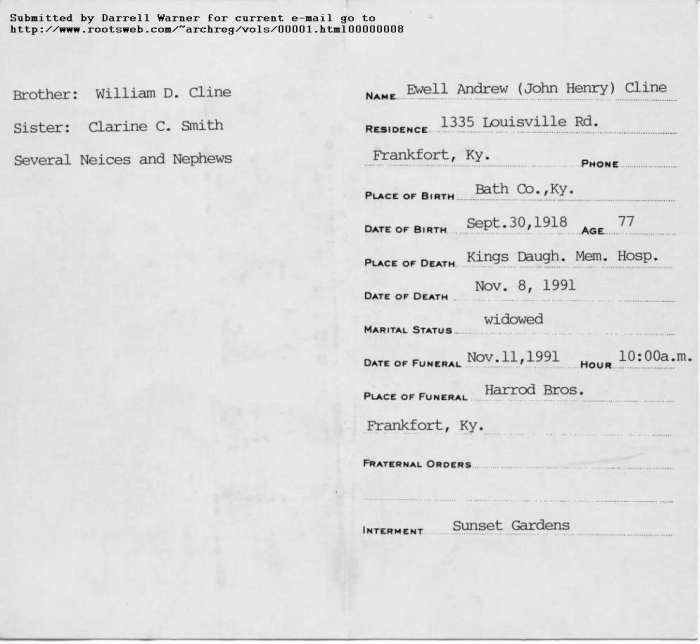 Submitted by Darrell Warner for current e-mail go to
http://www.rootsweb.com/~archreg/vols/00001.html00000008
Brother: William D. Cline
Sister: Clarine C. Smith
Several Neices and Nephews
NAME Ewell Andrew (John Henry) Cline
RESIDENCE 1335 Louisville Rd.
Frankfort, Ky. PHONE
PLACE OF BIRTH Bath Co.,Ky.
DATE OF BIRTH Sept.30,1918 AGE 77
PLACE OF DEATH Kings Daugh. Mem. Hosp.
DATE OF DEATH Nov. 8, 1991
MARITAL STATUS widowed
DATE OF FUNERAL Nov.11,1991 HOUR 10:00a.m.
PLACE OF FUNERAL Harrod Bros.
Frankfort, Ky.
FRATERNAL ORDERS
INTERMENT Sunset Gardens